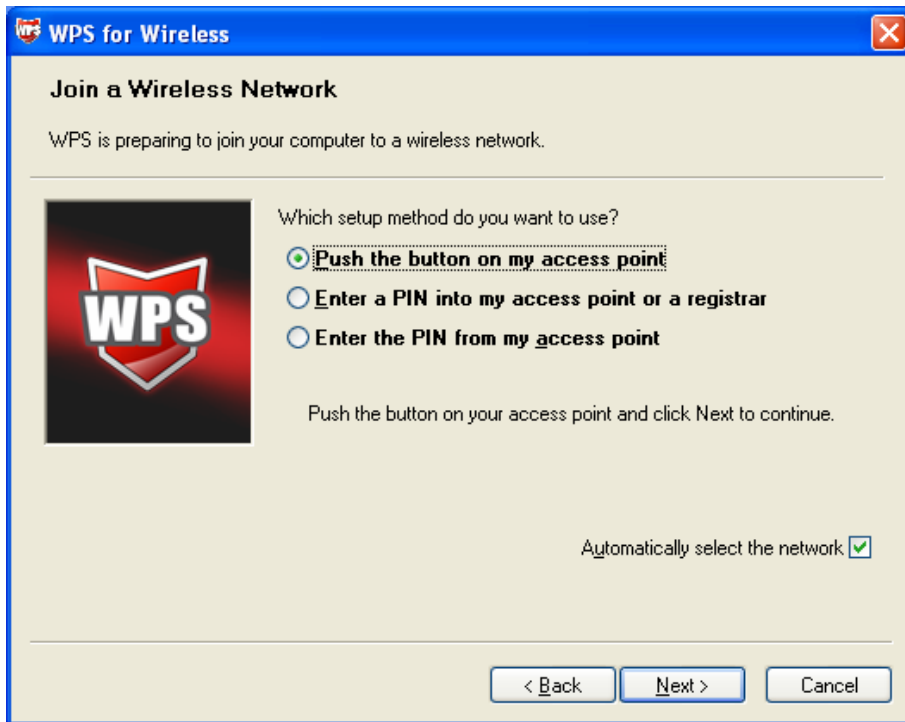 WPS WPS for Wireless
Join a Wireless Network
WPS is preparing to join your computer to a wireless network.
Which setup method do you want to use?
Push the button on my access point
Enter a PIN into my access point or a registrar
Enter the PIN from my access point
WPS
Push the button on your access point and click Next to continue.
Automatically select the network
< Back
Next >
Cancel